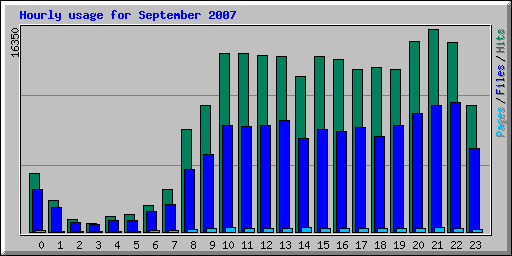 Hourly usage for September 2007
16350
Pages / Files / Hits
0 1 2 3 4 5 6 7 8 9 10 11 12 13 14 15 16 17 18 19 20 21 22 23